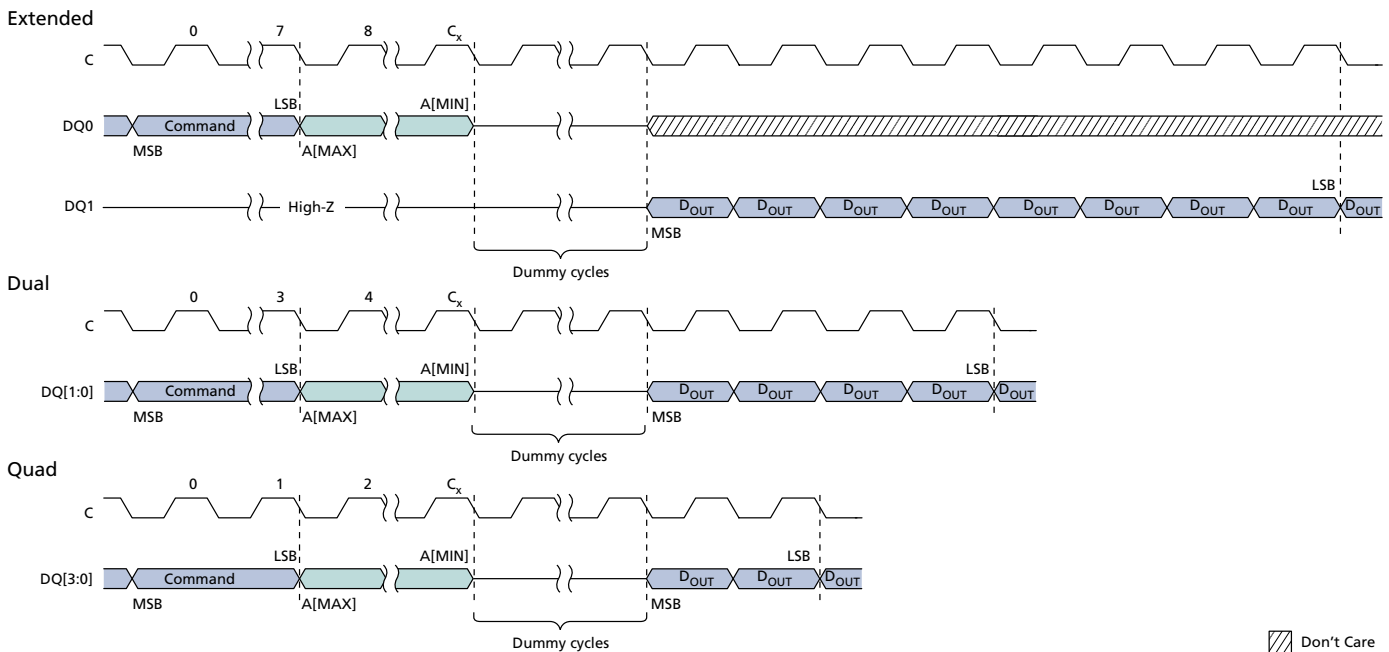 Extended
0 7 8 Cx
C
LSB A[MIN]
DQ0 Command
MSB A[MAX]
LSB
DQ1 High-Z DOUT DOUT DOUT DOUT DOUT DOUT DOUT DOUT DOUT
MSB
Dummy cycles
Dual
0 3 4 Cx
C
LSB A[MIN] LSB
DQ[1:0] Command DOUT DOUT DOUT DOUT DOUT
MSB A[MAX] MSB
Dummy cycles
Quad
0 1 2 Cx
C
LSB A[MIN] LSB
DQ[3:0] Command DOUT DOUT DOUT
MSB A[MAX] MSB
Dummy cycles
Don't Care